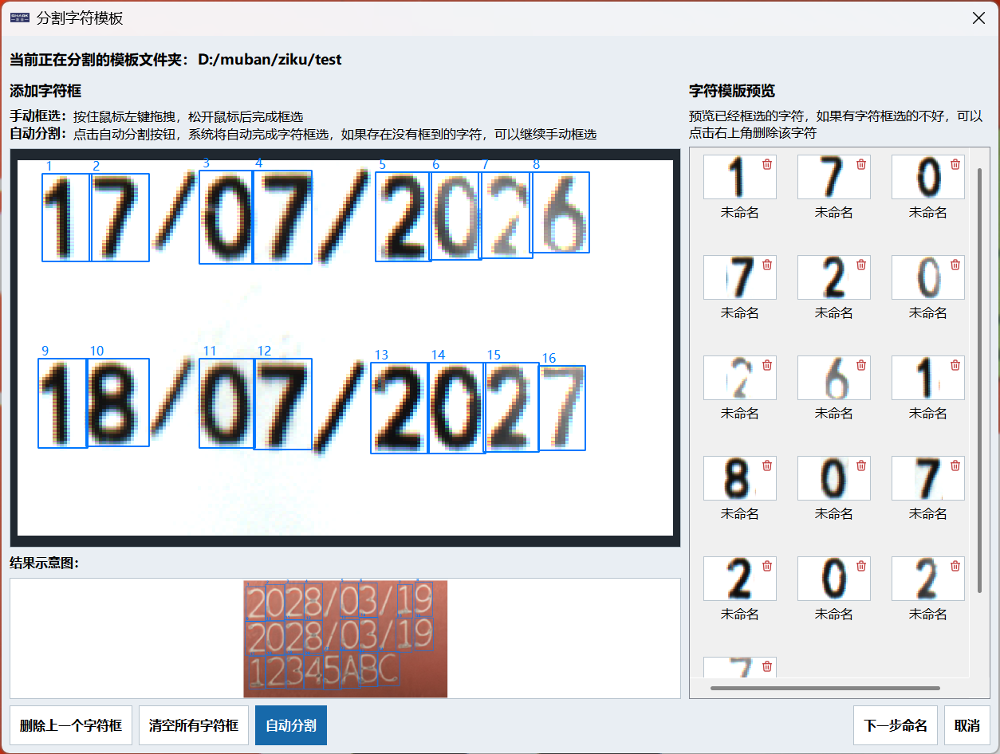 分割字符模板
当前正在分割的模板文件夹：D:/muban/ziku/test
添加字符框
手动框选：按住鼠标左键拖拽，松开鼠标后完成框选
自动分割：点击自动分割按钮，系统将自动完成字符框选，如果存在没有框到的字符，可以继续手动框选
1 2 3 4 5 6 7 8
17/07/2026
9 10 11 12 13 14 15 16
18/07/2027
结果示意图：
2028/03/19
2028/03/19
12345ABC
删除上一个字符框 清空所有字符框 自动分割
字符模版预览
预览已经框选的字符，如果有字符框选的不好，可以
点击右上角删除该字符
1 7 0
未命名 未命名 未命名
7 2 0
未命名 未命名 未命名
2 6 1
未命名 未命名 未命名
8 0 7
未命名 未命名 未命名
2 0 2
未命名 未命名 未命名
7
下一步命名 取消